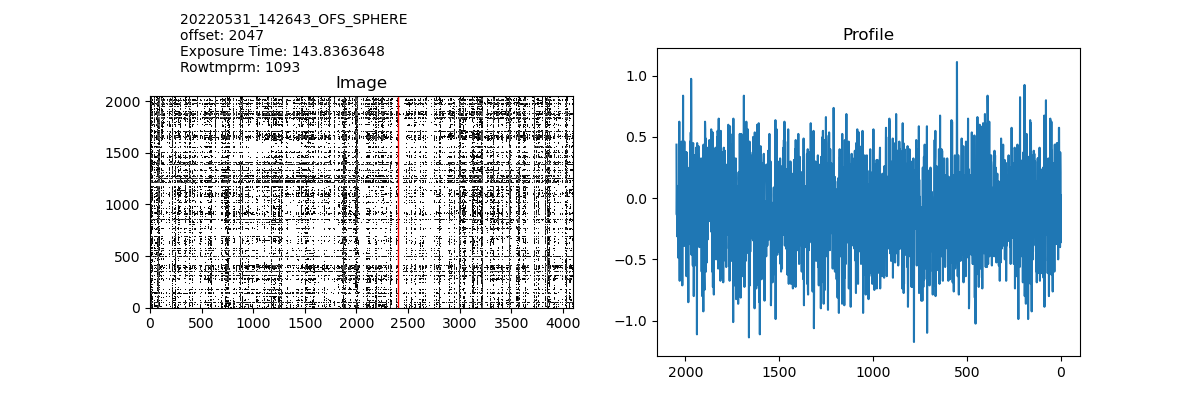 20220531_142643_OFS_SPHERE
offset: 2047
Exposure Time: 143.8363648
Rowtmprm: 1093
Image
2000
1500
1000
500
0
0 500 1000 1500 2000 2500 3000 3500 4000
Profile
1.0
0.5
0.0
−0.5
−1.0
2000 1500 1000 500 0